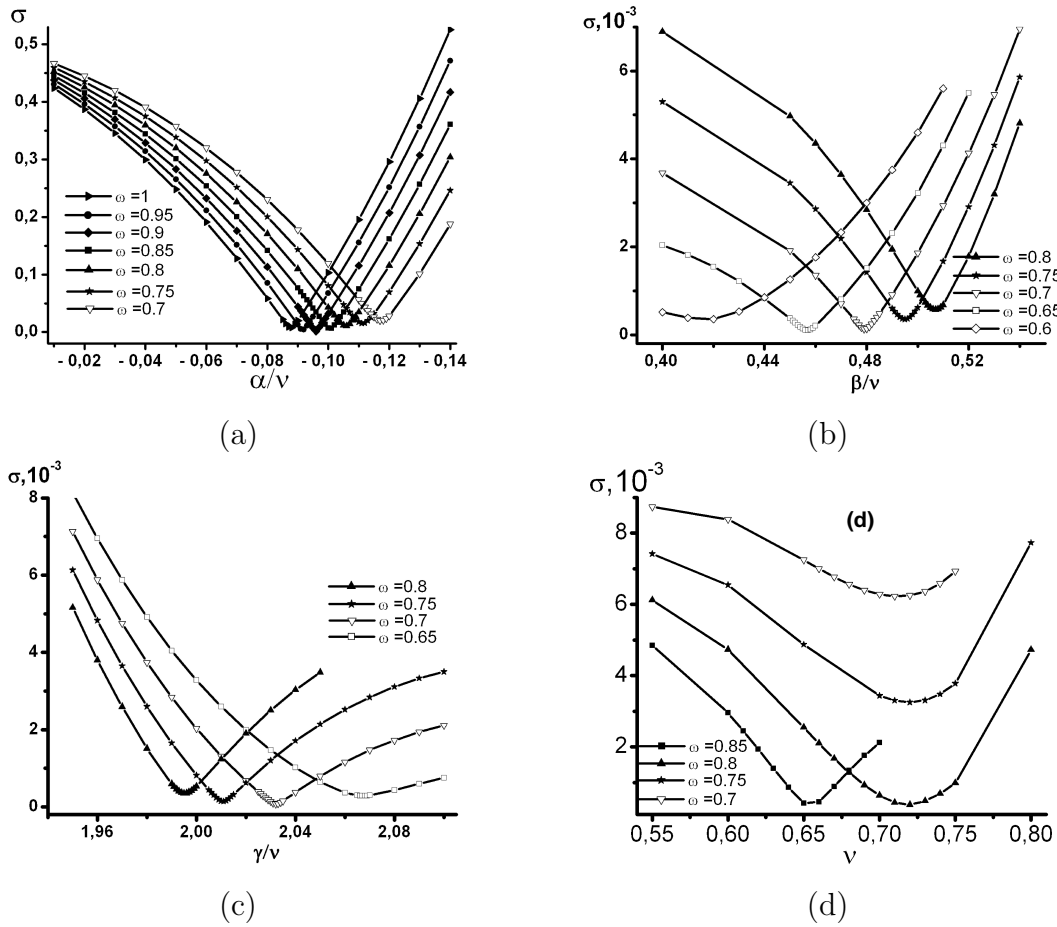 σ
0,5
0,4
0,3
0,2
0,1
0,0
ω =1
ω =0.95
ω =0.9
ω =0.85
ω =0.8
ω =0.75
ω =0.7
- 0,02 - 0,04 - 0,06 - 0,08 - 0,10 - 0,12 - 0,14
α/ν
(a)
σ,10⁻³
6
4
2
0
ω =0.8
ω =0.75
ω =0.7
ω =0.65
ω =0.6
0,40 0,44 0,48 0,52
β/ν
(b)
σ,10⁻³
8
6
4
2
0
ω =0.8
ω =0.75
ω =0.7
ω =0.65
1,96 2,00 2,04 2,08
γ/ν
(c)
σ,10⁻³
(d)
8
6
4
2
ω =0.85
ω =0.8
ω =0.75
ω =0.7
0,55 0,60 0,65 0,70 0,75 0,80
ν
(d)